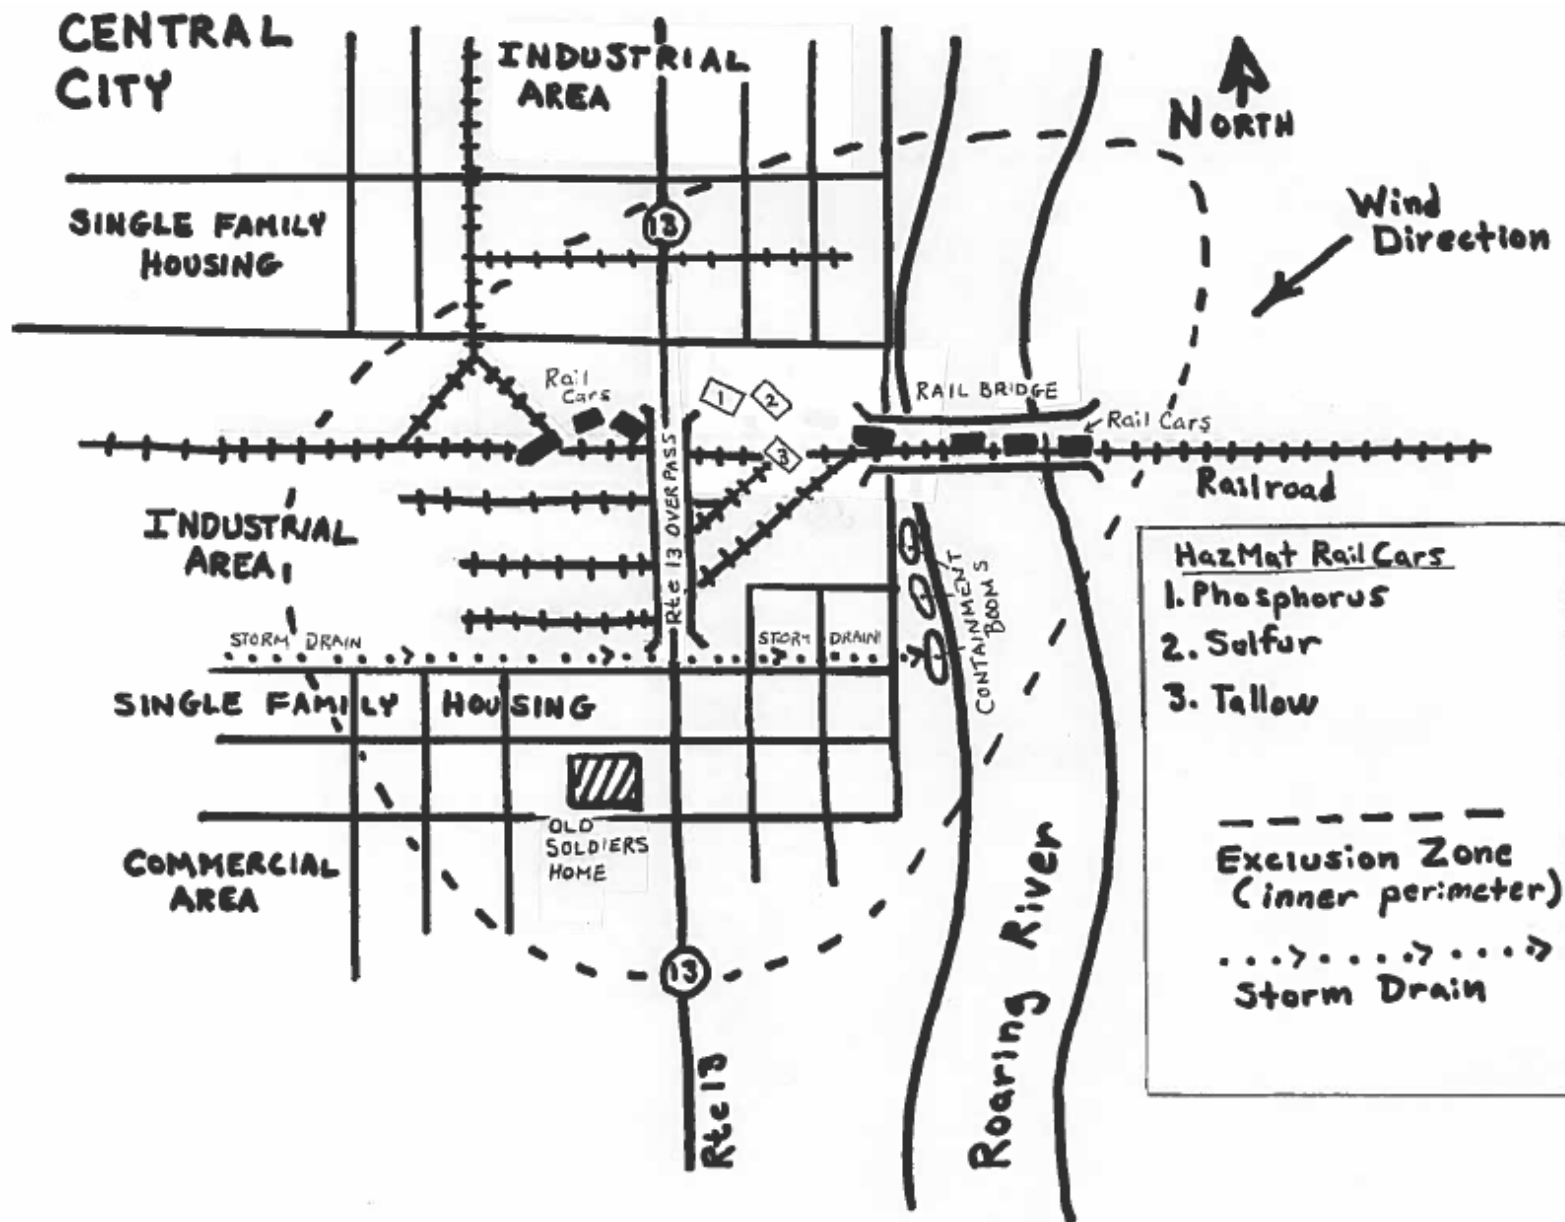 CENTRAL
CITY
INDUSTRIAL
AREA
NORTH
Wind
Direction
SINGLE FAMILY
HOUSING
13
Rail
Cars
1
2
3
RAIL BRIDGE
Rail Cars
Railroad
Rte 13 OVERPASS
INDUSTRIAL
AREA
CONTAINMENT
BOOMS
STORM DRAIN
STORM DRAIN
SINGLE FAMILY HOUSING
OLD
SOLDIERS
HOME
COMMERCIAL
AREA
13
Rte 13
Roaring River
HazMat Rail Cars
1. Phosphorus
2. Sulfur
3. Tallow
Exclusion Zone
(inner perimeter)
Storm Drain